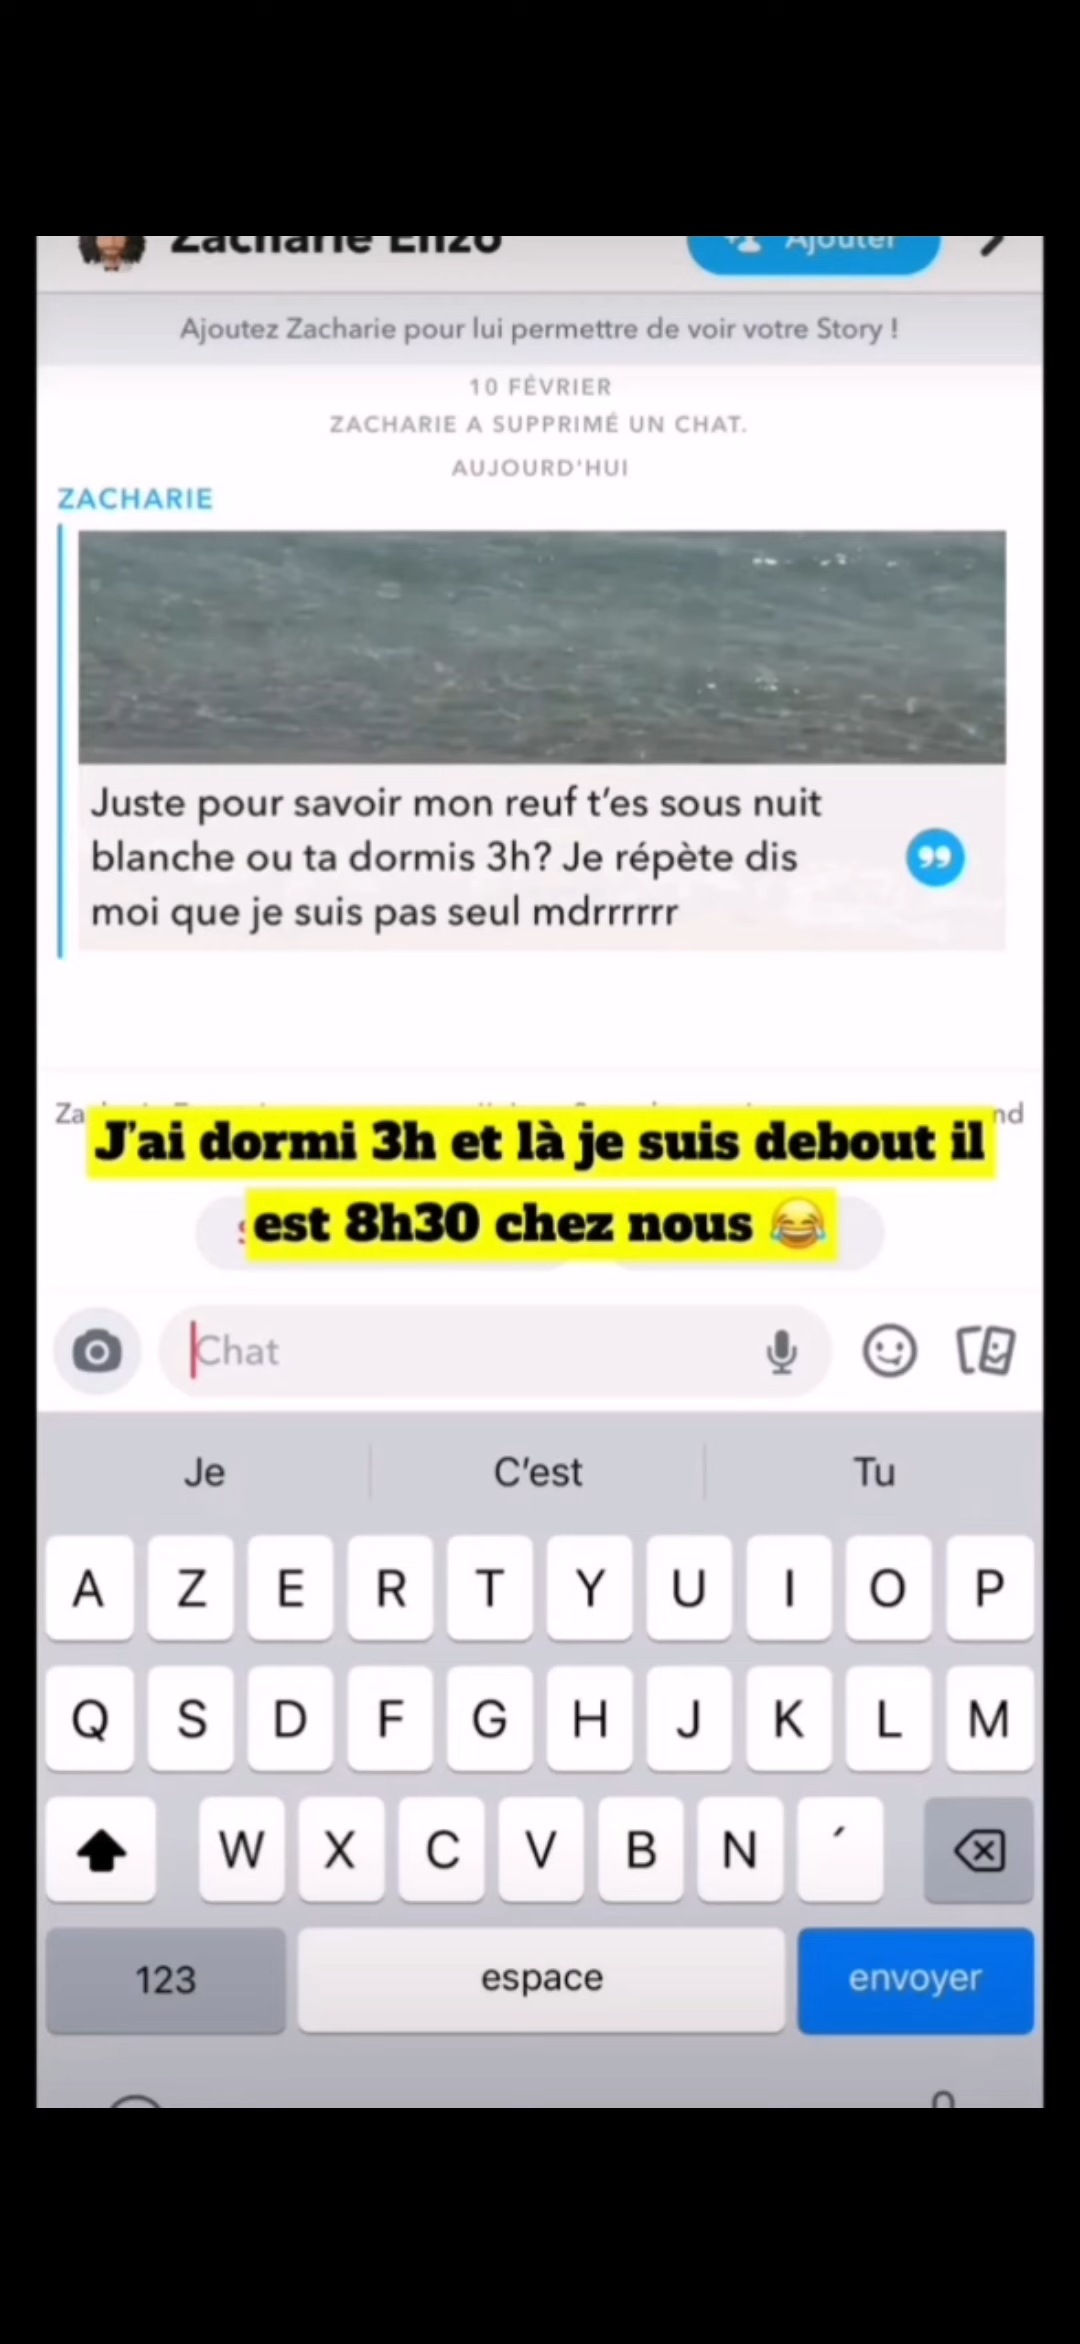 Zacharie Enzo
Ajouter
Ajoutez Zacharie pour lui permettre de voir votre Story !
10 FÉVRIER
ZACHARIE A SUPPRIMÉ UN CHAT.
AUJOURD'HUI
ZACHARIE
Juste pour savoir mon reuf t'es sous nuit
blanche ou ta dormis 3h? Je répète dis
moi que je suis pas seul mdrrrrrr
J'ai dormi 3h et là je suis debout il
est 8h30 chez nous 😂
Chat
Je C'est Tu
A Z E R T Y U I O P
Q S D F G H J K L M
W X C V B N ´
123 espace envoyer